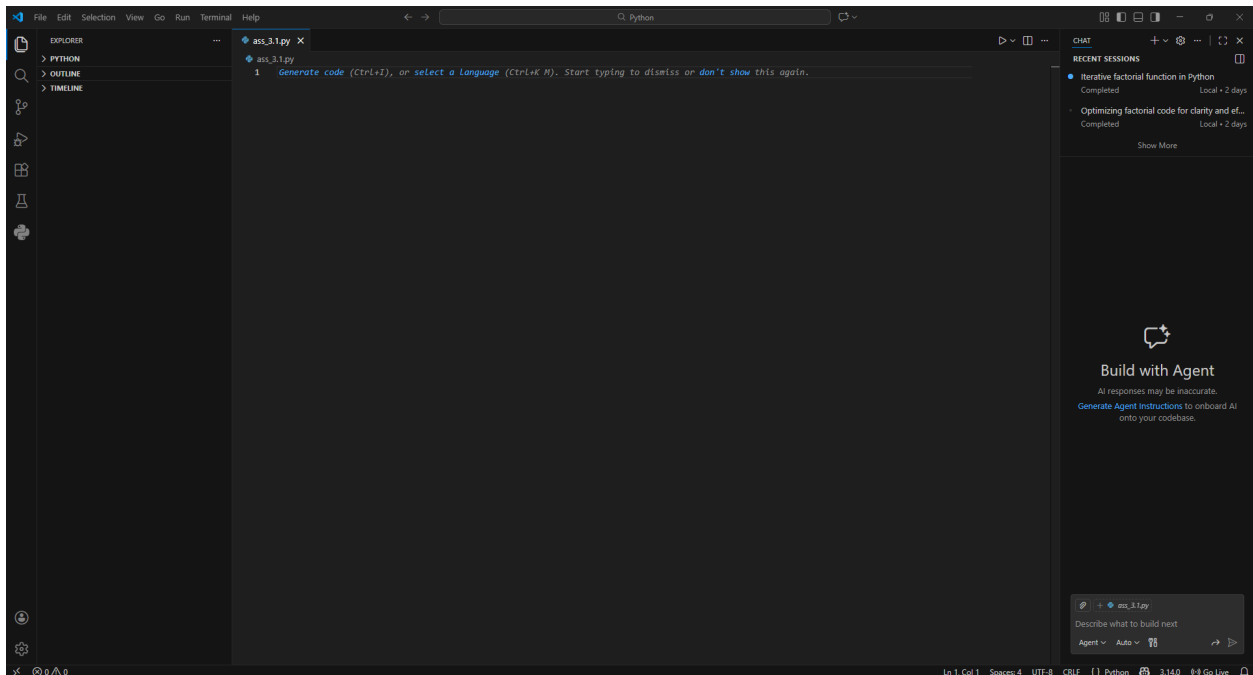 File Edit Selection View Go Run Terminal Help
Python
EXPLORER
PYTHON
OUTLINE
TIMELINE
ass_3.1.py
ass_3.1.py
1 Generate code (Ctrl+I), or select a language (Ctrl+K M). Start typing to dismiss or don't show this again.
CHAT
RECENT SESSIONS
Iterative factorial function in Python
Completed Local • 2 days
Optimizing factorial code for clarity and ef...
Completed Local • 2 days
Show More
Build with Agent
AI responses may be inaccurate.
Generate Agent Instructions to onboard AI
onto your codebase.
ass_3.1.py
Describe what to build next
Agent Auto
0 0 Ln 1, Col 1 Spaces: 4 UTF-8 CRLF { } Python 3.14.0 Go Live